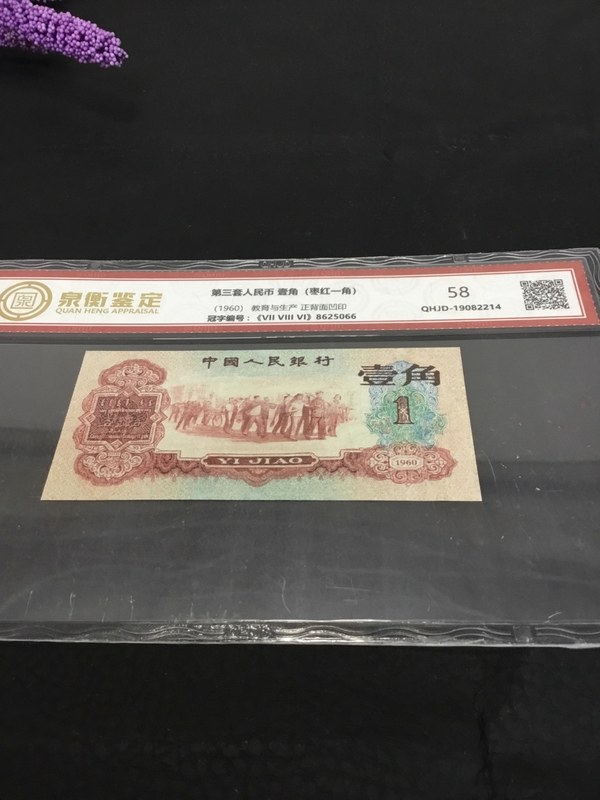 泉衡鉴定
QUAN HENG APPRAISAL
第三套人民币 壹角（枣红一角）
（1960） 教育与生产 正背面凹印
冠字编号：《VII VIII VI》8625066
58
QHJD-19082214
中國人民銀行
壹角
1
YI JIAO
1960